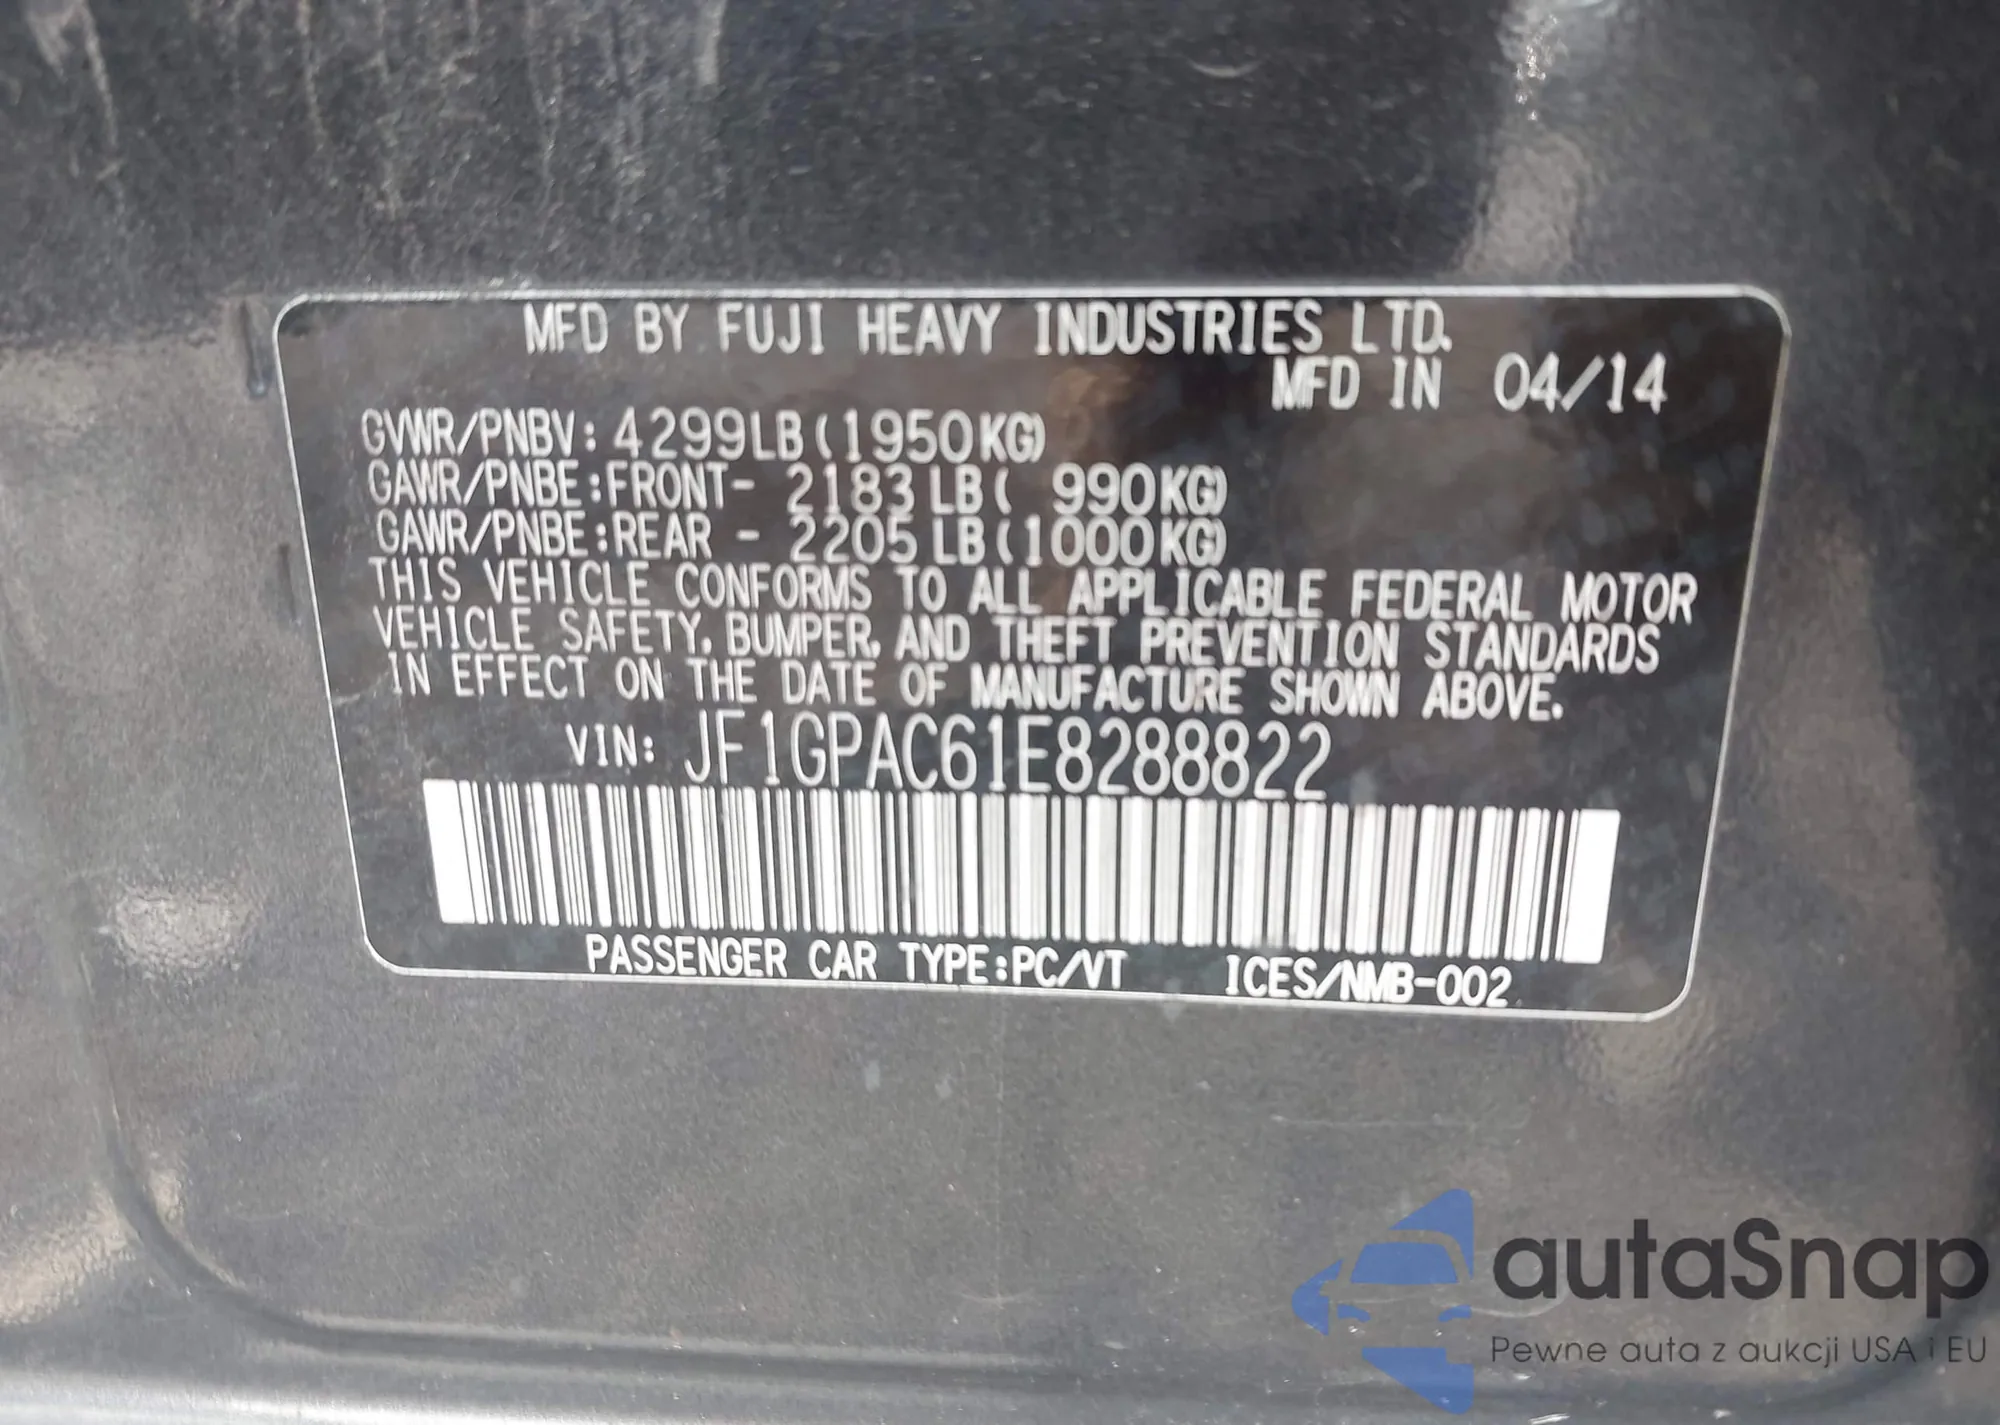 MFD BY FUJI HEAVY INDUSTRIES LTD.
MFD IN 04/14
GVWR/PNBV: 4299LB(1950KG)
GAWR/PNBE:FRONT- 2183LB( 990KG)
GAWR/PNBE:REAR - 2205LB(1000KG)
THIS VEHICLE CONFORMS TO ALL APPLICABLE FEDERAL MOTOR
VEHICLE SAFETY, BUMPER, AND THEFT PREVENTION STANDARDS
IN EFFECT ON THE DATE OF MANUFACTURE SHOWN ABOVE.
VIN: JF1GPAC61E8288822
PASSENGER CAR TYPE:PC/VT ICES/NMB-002
autaSnap
Pewne auta z aukcji USA i EU